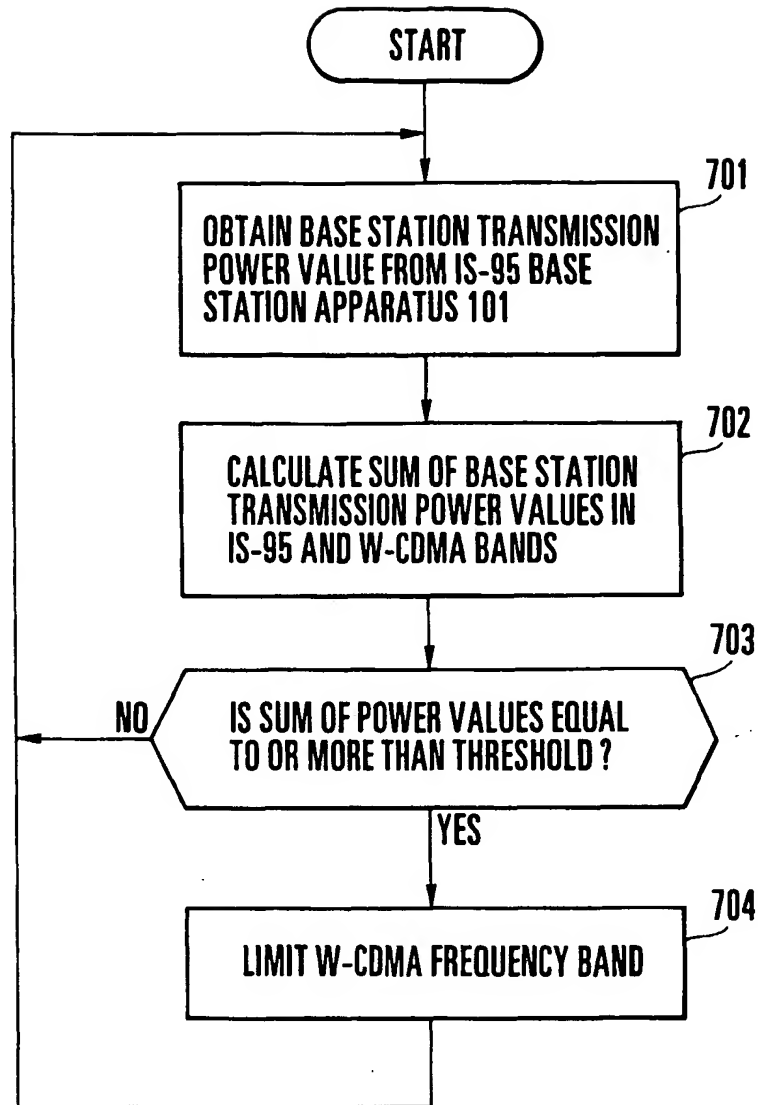 START
701
OBTAIN BASE STATION TRANSMISSION
POWER VALUE FROM IS-95 BASE
STATION APPARATUS 101
702
CALCULATE SUM OF BASE STATION
TRANSMISSION POWER VALUES IN
IS-95 AND W-CDMA BANDS
703
NO
IS SUM OF POWER VALUES EQUAL
TO OR MORE THAN THRESHOLD ?
YES
704
LIMIT W-CDMA FREQUENCY BAND